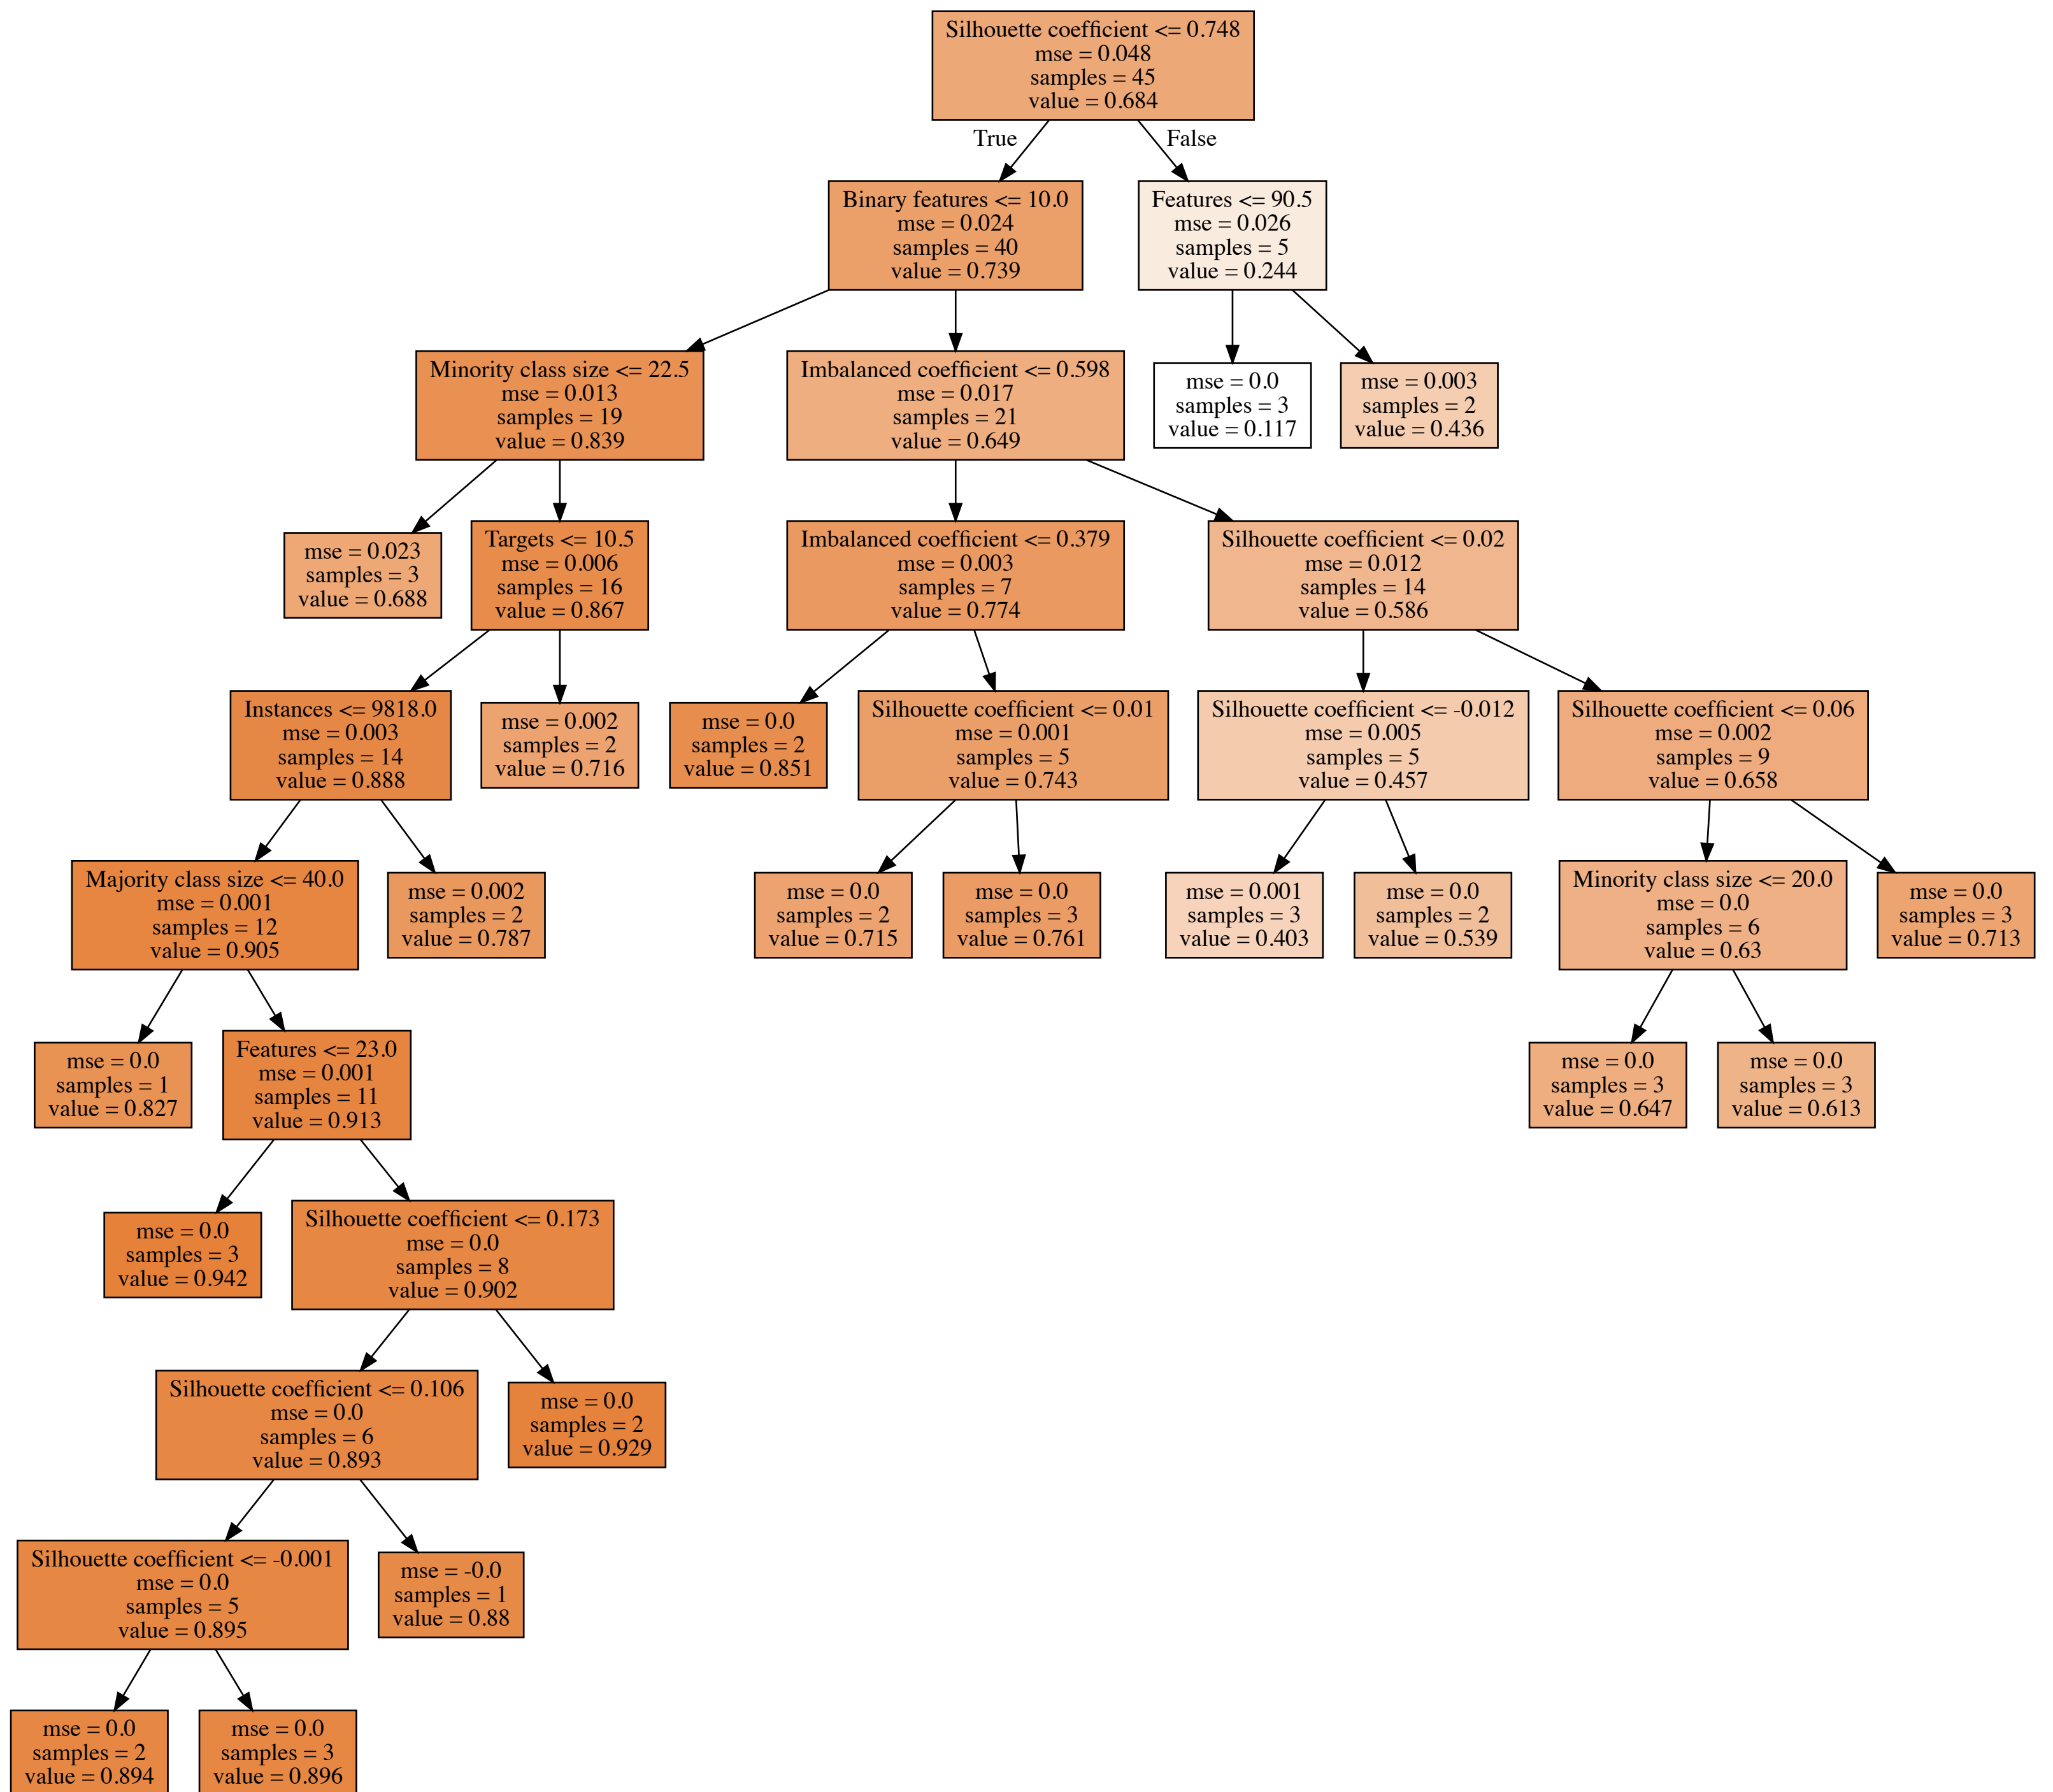 Silhouette coefficient <= 0.748
mse = 0.048
samples = 45
value = 0.684
True
False
Binary features <= 10.0
mse = 0.024
samples = 40
value = 0.739
Features <= 90.5
mse = 0.026
samples = 5
value = 0.244
Minority class size <= 22.5
mse = 0.013
samples = 19
value = 0.839
Imbalanced coefficient <= 0.598
mse = 0.017
samples = 21
value = 0.649
mse = 0.0
samples = 3
value = 0.117
mse = 0.003
samples = 2
value = 0.436
mse = 0.023
samples = 3
value = 0.688
Targets <= 10.5
mse = 0.006
samples = 16
value = 0.867
Imbalanced coefficient <= 0.379
mse = 0.003
samples = 7
value = 0.774
Silhouette coefficient <= 0.02
mse = 0.012
samples = 14
value = 0.586
Instances <= 9818.0
mse = 0.003
samples = 14
value = 0.888
mse = 0.002
samples = 2
value = 0.716
mse = 0.0
samples = 2
value = 0.851
Silhouette coefficient <= 0.01
mse = 0.001
samples = 5
value = 0.743
Silhouette coefficient <= -0.012
mse = 0.005
samples = 5
value = 0.457
Silhouette coefficient <= 0.06
mse = 0.002
samples = 9
value = 0.658
Majority class size <= 40.0
mse = 0.001
samples = 12
value = 0.905
mse = 0.002
samples = 2
value = 0.787
mse = 0.0
samples = 2
value = 0.715
mse = 0.0
samples = 3
value = 0.761
mse = 0.001
samples = 3
value = 0.403
mse = 0.0
samples = 2
value = 0.539
Minority class size <= 20.0
mse = 0.0
samples = 6
value = 0.63
mse = 0.0
samples = 3
value = 0.713
mse = 0.0
samples = 1
value = 0.827
Features <= 23.0
mse = 0.001
samples = 11
value = 0.913
mse = 0.0
samples = 3
value = 0.647
mse = 0.0
samples = 3
value = 0.613
mse = 0.0
samples = 3
value = 0.942
Silhouette coefficient <= 0.173
mse = 0.0
samples = 8
value = 0.902
Silhouette coefficient <= 0.106
mse = 0.0
samples = 6
value = 0.893
mse = 0.0
samples = 2
value = 0.929
Silhouette coefficient <= -0.001
mse = 0.0
samples = 5
value = 0.895
mse = -0.0
samples = 1
value = 0.88
mse = 0.0
samples = 2
value = 0.894
mse = 0.0
samples = 3
value = 0.896